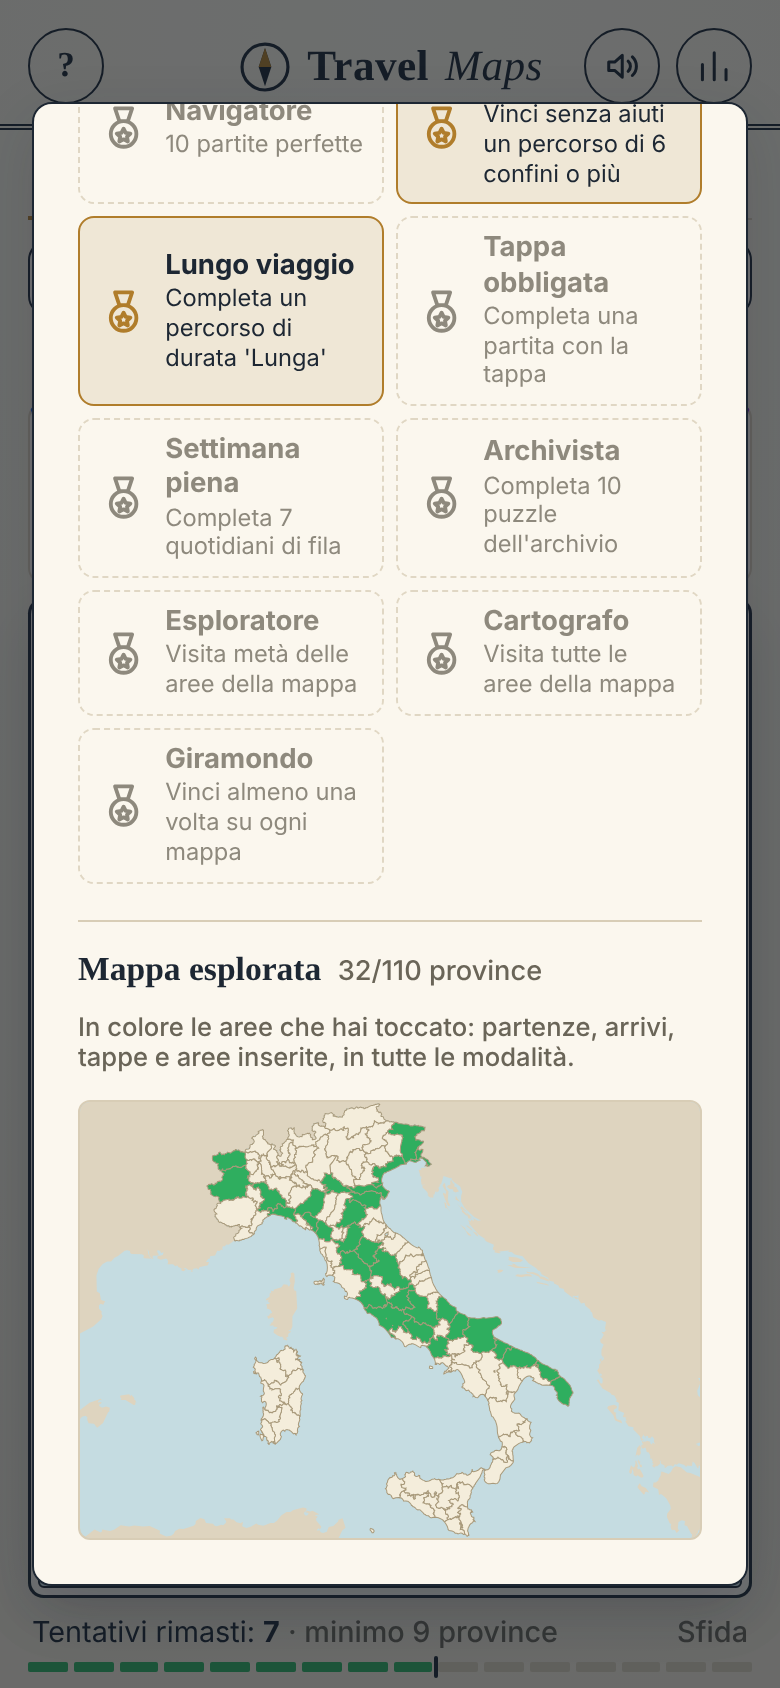 ?
Travel Maps
Navigatore
10 partite perfette
Vinci senza aiuti
un percorso di 6
confini o più
Lungo viaggio
Completa un
percorso di
durata 'Lunga'
Tappa
obbligata
Completa una
partita con la
tappa
Settimana
piena
Completa 7
quotidiani di fila
Archivista
Completa 10
puzzle
dell'archivio
Esploratore
Visita metà delle
aree della mappa
Cartografo
Visita tutte le
aree della mappa
Giramondo
Vinci almeno una
volta su ogni
mappa
Mappa esplorata 32/110 province
In colore le aree che hai toccato: partenze, arrivi,
tappe e aree inserite, in tutte le modalità.
Tentativi rimasti: 7 · minimo 9 province
Sfida